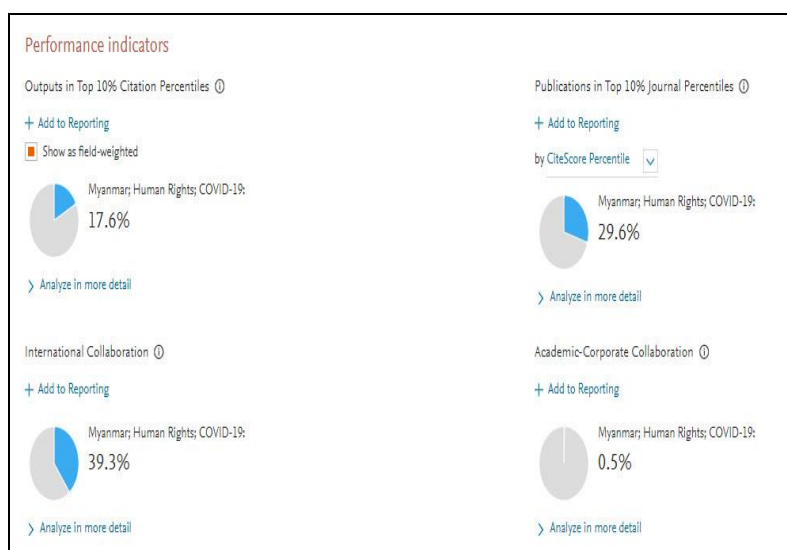 Performance indicators
Outputs in Top 10% Citation Percentiles ⓘ
+ Add to Reporting
Show as field-weighted
Myanmar; Human Rights; COVID-19:
17.6%
> Analyze in more detail
Publications in Top 10% Journal Percentiles ⓘ
+ Add to Reporting
by CiteScore Percentile
Myanmar; Human Rights; COVID-19:
29.6%
> Analyze in more detail
International Collaboration ⓘ
+ Add to Reporting
Myanmar; Human Rights; COVID-19:
39.3%
> Analyze in more detail
Academic-Corporate Collaboration ⓘ
+ Add to Reporting
Myanmar; Human Rights; COVID-19:
0.5%
> Analyze in more detail